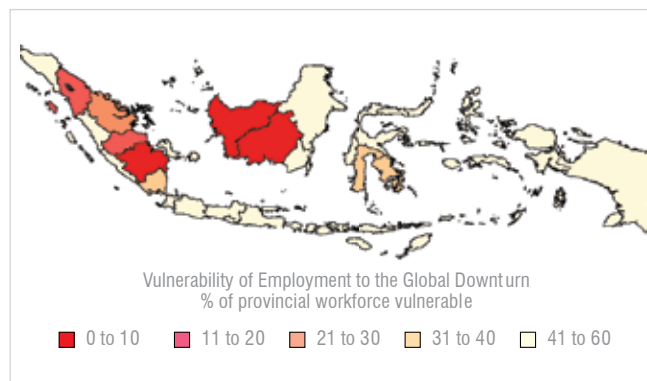 Vulnerability of Employment to the Global Downturn
% of provincial workforce vulnerable
0 to 10 11 to 20 21 to 30 31 to 40 41 to 60